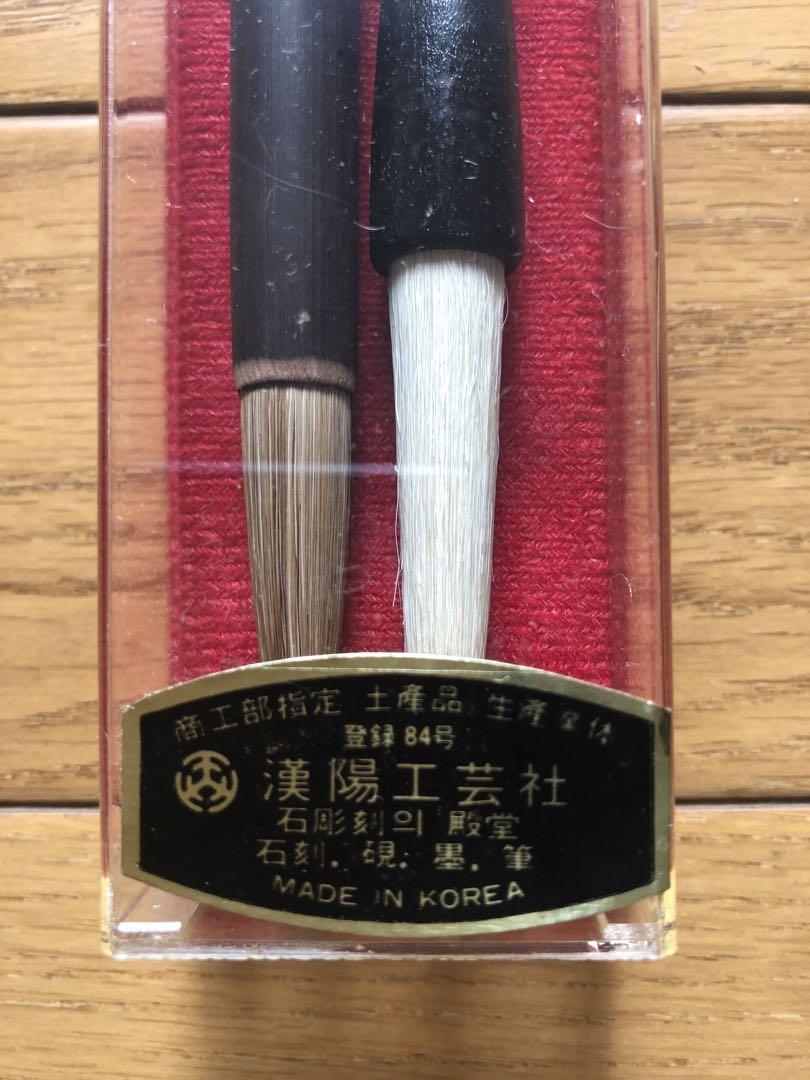 商工部指定 土産品 生産業体
登録 84号
漢陽工芸社
石彫刻의 殿堂
石刻. 硯. 墨. 筆
MADE IN KOREA